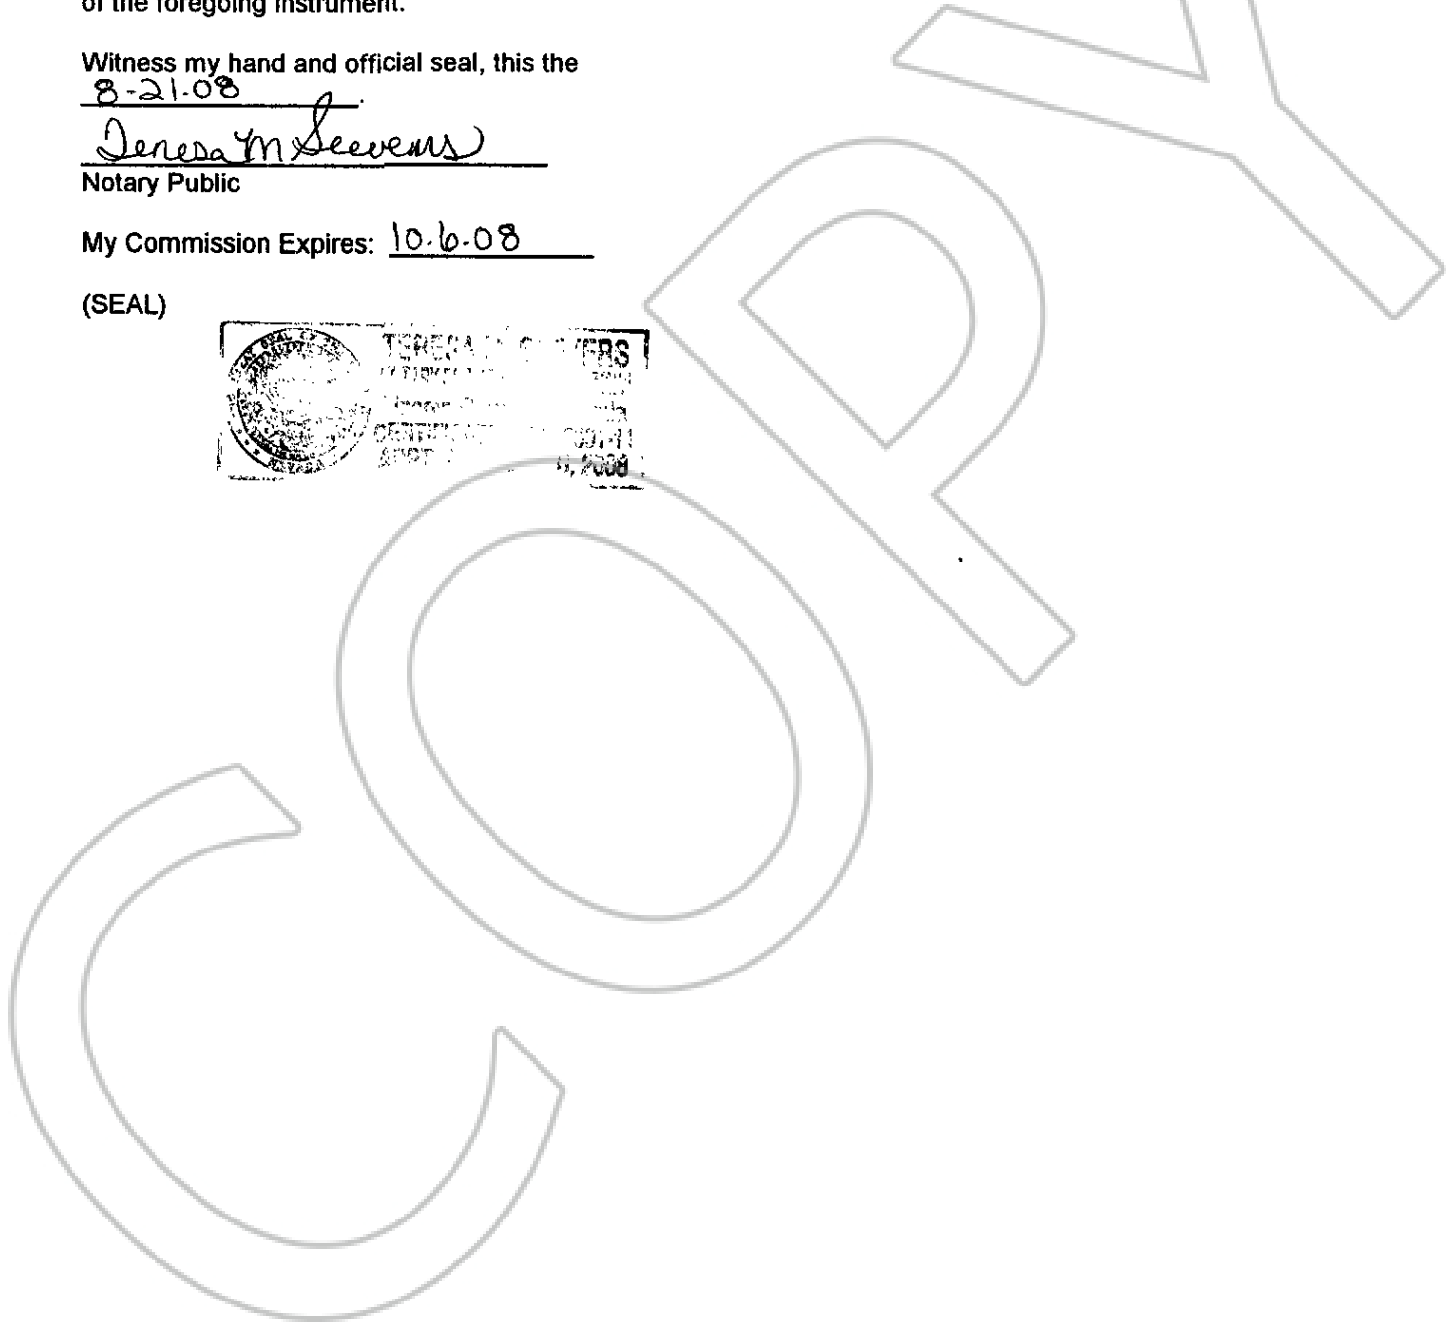 of the foregoing instrument.
Witness my hand and official seal, this the
8-21-08.
Teresa M Seevers
Notary Public
My Commission Expires: 10.6.08
(SEAL)
TERESA
2008
COPY